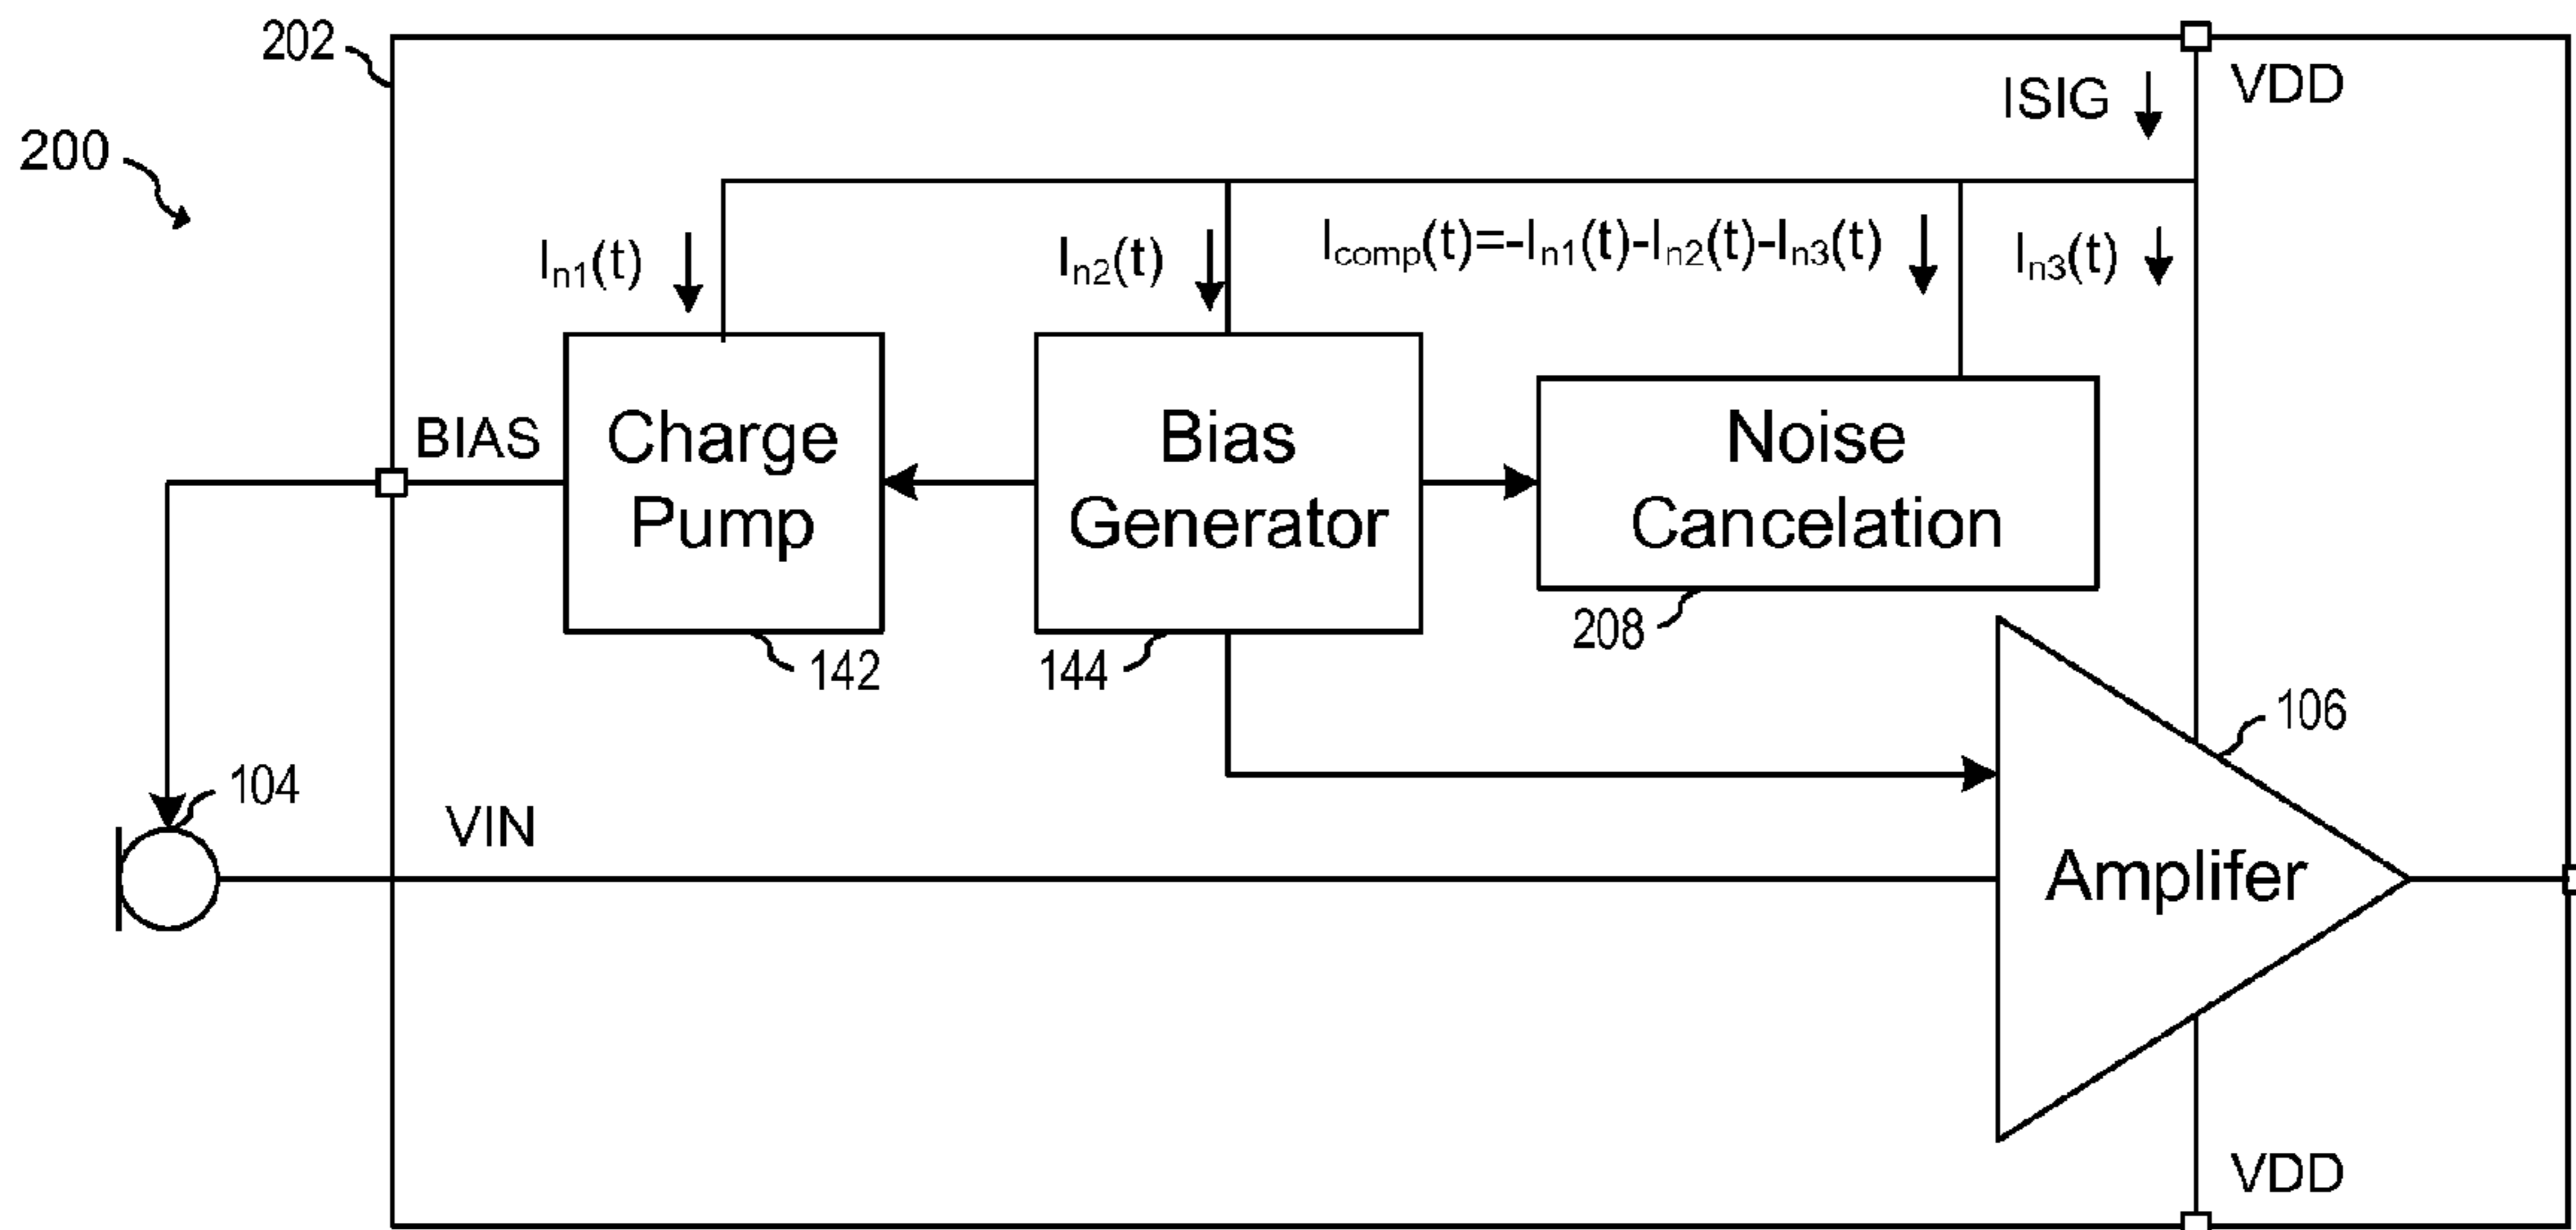 202
VDD
ISIG
200
Iₙ₁(t)
Iₙ₂(t)
I_comp(t)=-Iₙ₁(t)-Iₙ₂(t)-Iₙ₃(t)
Iₙ₃(t)
BIAS
Charge
Pump
Bias
Generator
Noise
Cancelation
208
142
144
106
104
VIN
Amplifer
VDD